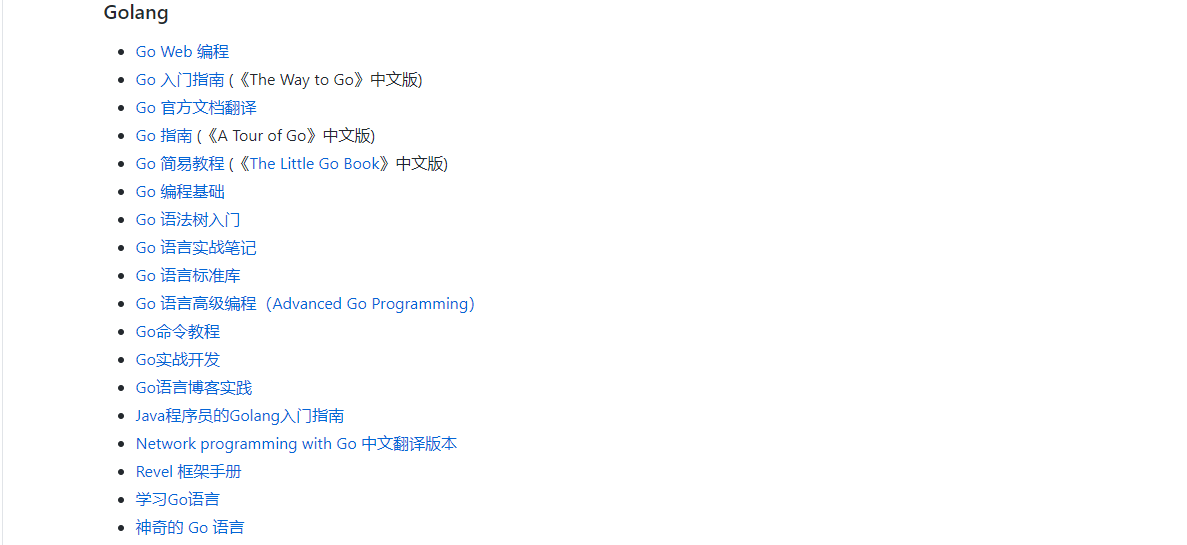 Golang
Go Web 编程
Go 入门指南 (《The Way to Go》中文版)
Go 官方文档翻译
Go 指南 (《A Tour of Go》中文版)
Go 简易教程 (《The Little Go Book》中文版)
Go 编程基础
Go 语法树入门
Go 语言实战笔记
Go 语言标准库
Go 语言高级编程（Advanced Go Programming）
Go命令教程
Go实战开发
Go语言博客实践
Java程序员的Golang入门指南
Network programming with Go 中文翻译版本
Revel 框架手册
学习Go语言
神奇的 Go 语言